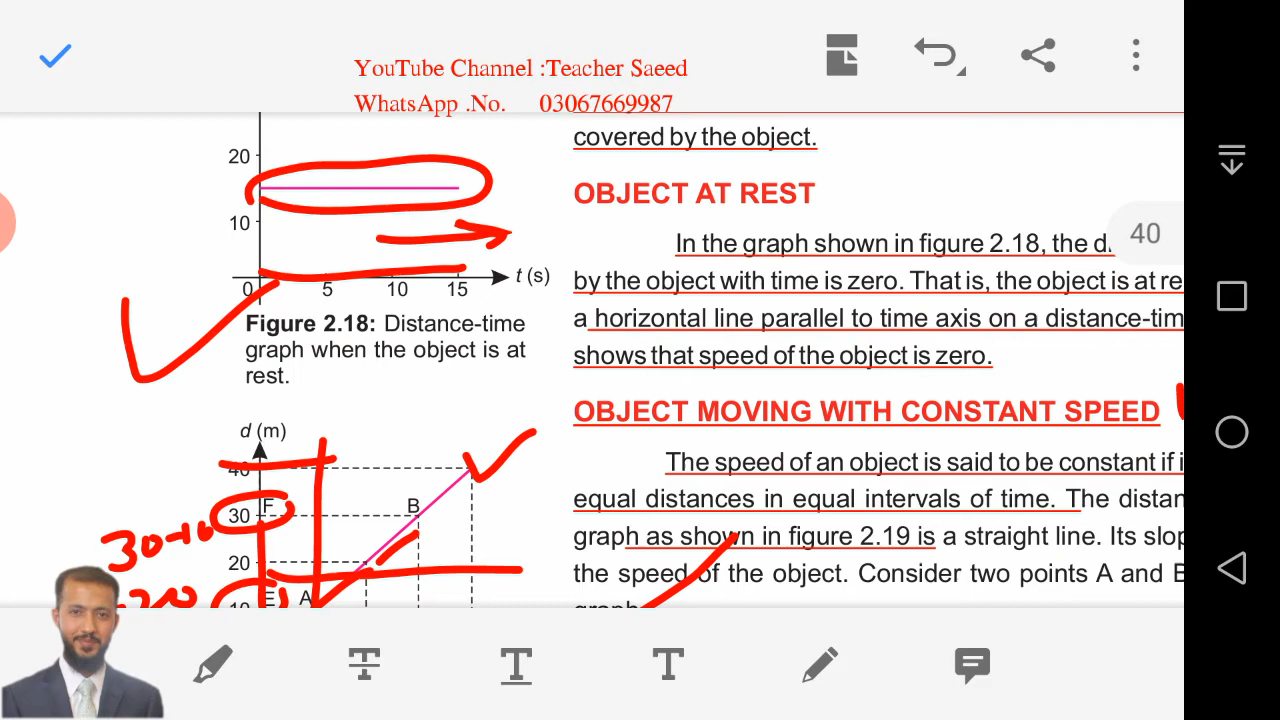 YouTube Channel :Teacher Saeed
WhatsApp .No. 03067669987
covered by the object.
20
10
0 5 10 15 t (s)
Figure 2.18: Distance-time
graph when the object is at
rest.
OBJECT AT REST
40
In the graph shown in figure 2.18, the di
by the object with time is zero. That is, the object is at re
a horizontal line parallel to time axis on a distance-tim
shows that speed of the object is zero.
OBJECT MOVING WITH CONSTANT SPEED
The speed of an object is said to be constant if i
equal distances in equal intervals of time. The distan
graph as shown in figure 2.19 is a straight line. Its slop
the speed of the object. Consider two points A and B
graph
d (m)
40
F
B
30
30-10
20
E A
10
T T T